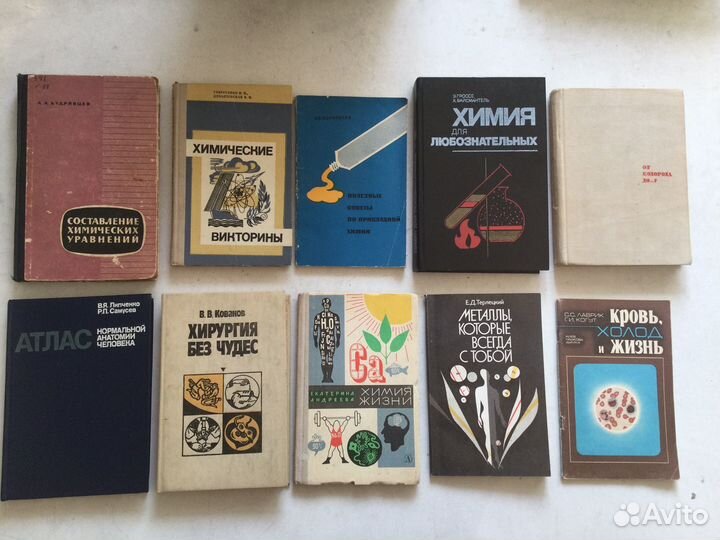 А. А. КУДРЯВЦЕВ
СОСТАВЛЕНИЕ
ХИМИЧЕСКИХ
УРАВНЕНИЙ
ХИМИЧЕСКИЕ
ВИКТОРИНЫ
ПОЛЕЗНЫЕ
СОВЕТЫ
ПО ПРИКЛАДНОЙ
ХИМИИ
Э.ГРОССЕ
Х.ВАЙСМАНТЕЛЬ
ХИМИЯ
ДЛЯ
ЛЮБОЗНАТЕЛЬНЫХ
ОТ
ВОДОРОДА
ДО
В.Я. Липченко
Р.П. Самусев
АТЛАС
НОРМАЛЬНОЙ
АНАТОМИИ
ЧЕЛОВЕКА
В. В. Кованов
ХИРУРГИЯ
БЕЗ ЧУДЕС
Ca
ЕКАТЕРИНА
АНДРЕЕВА
ХИМИЯ
ЖИЗНИ
Е.Д.Терлецкий
МЕТАЛЛЫ,
КОТОРЫЕ
ВСЕГДА
С ТОБОЙ
С.С. ЛАВРИК
Г.И. КОГУТ
КРОВЬ,
ХОЛОД
И ЖИЗНЬ
Avito